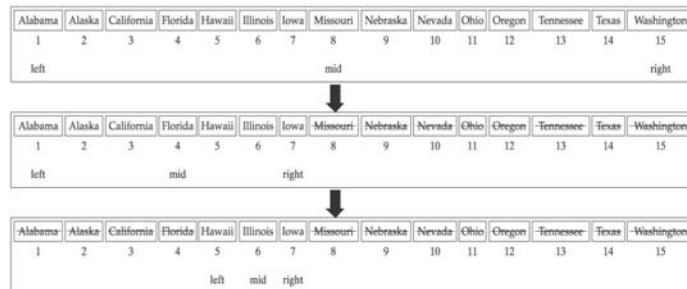 Alabama Alaska California Florida Hawaii Illinois Iowa Missouri Nebraska Nevada Ohio Oregon Tennessee Texas Washington
1 2 3 4 5 6 7 8 9 10 11 12 13 14 15
left mid right
Alabama Alaska California Florida Hawaii Illinois Iowa Missouri Nebraska Nevada Ohio Oregon Tennessee Texas Washington
1 2 3 4 5 6 7 8 9 10 11 12 13 14 15
left mid right
Alabama Alaska California Florida Hawaii Illinois Iowa Missouri Nebraska Nevada Ohio Oregon Tennessee Texas Washington
1 2 3 4 5 6 7 8 9 10 11 12 13 14 15
left mid right